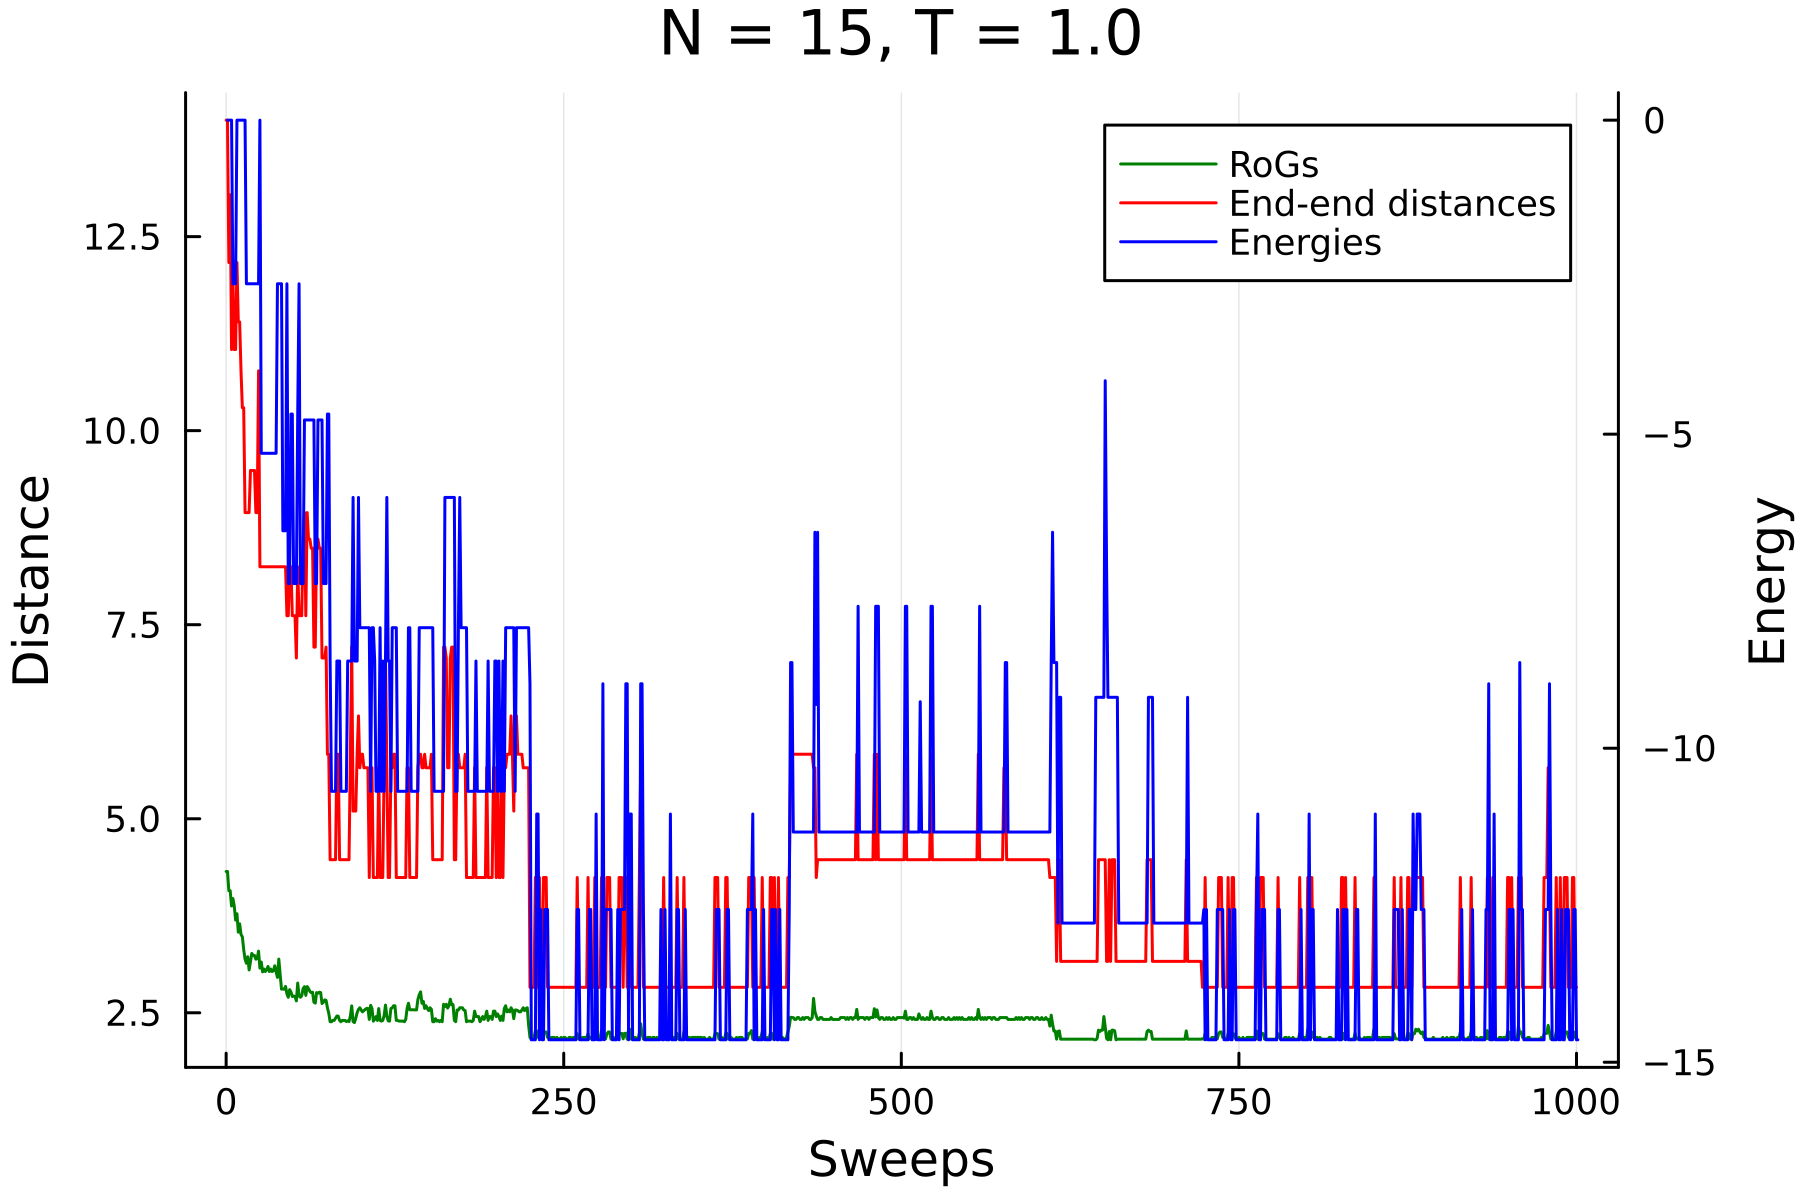 N = 15, T = 1.0
RoGs
End-end distances
Energies
Distance
12.5
10.0
7.5
5.0
2.5
0
−5
−10
−15
Energy
0 250 500 750 1000
Sweeps